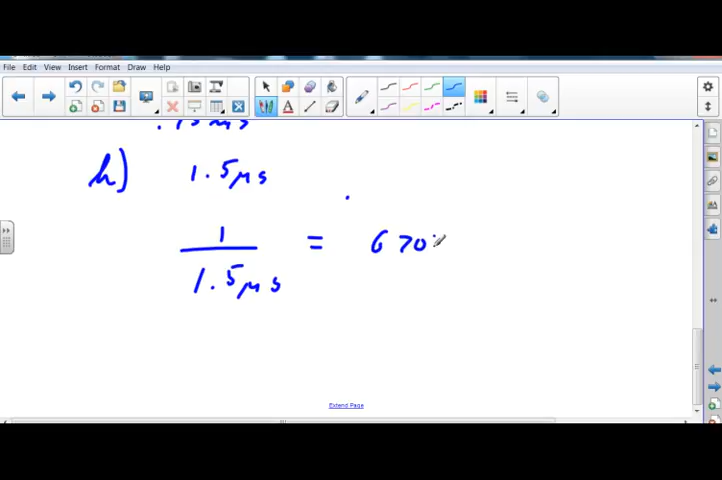 File Edit View Insert Format Draw Help
h) 1.5μs
1
= 670
1.5μs
Extend Page